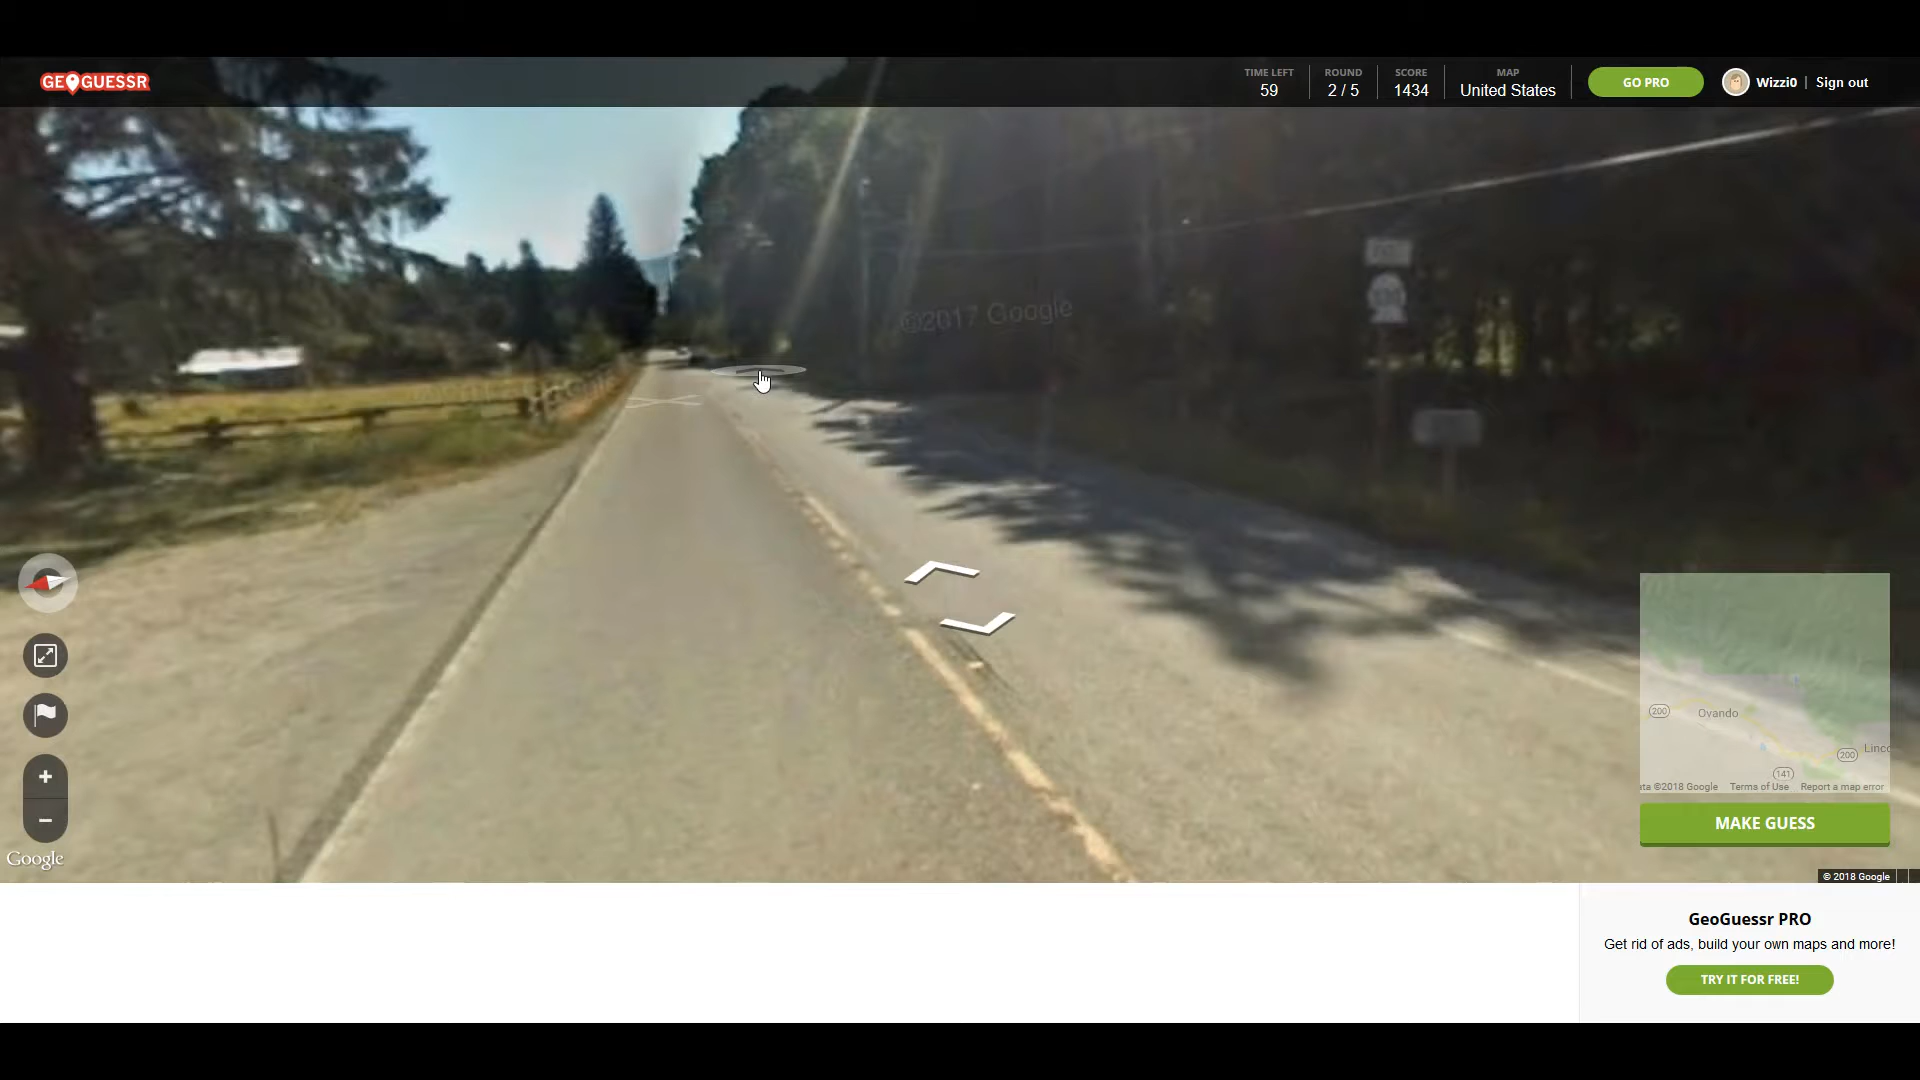 GEOGUESSR
TIME LEFT
59
ROUND
2 / 5
SCORE
1434
MAP
United States
GO PRO
Wizzi0 | Sign out
©2017 Google
200
Ovando
200
141
©2018 Google
Terms of Use
Report a map error
MAKE GUESS
Google
© 2018 Google
GeoGuessr PRO
Get rid of ads, build your own maps and more!
TRY IT FOR FREE!